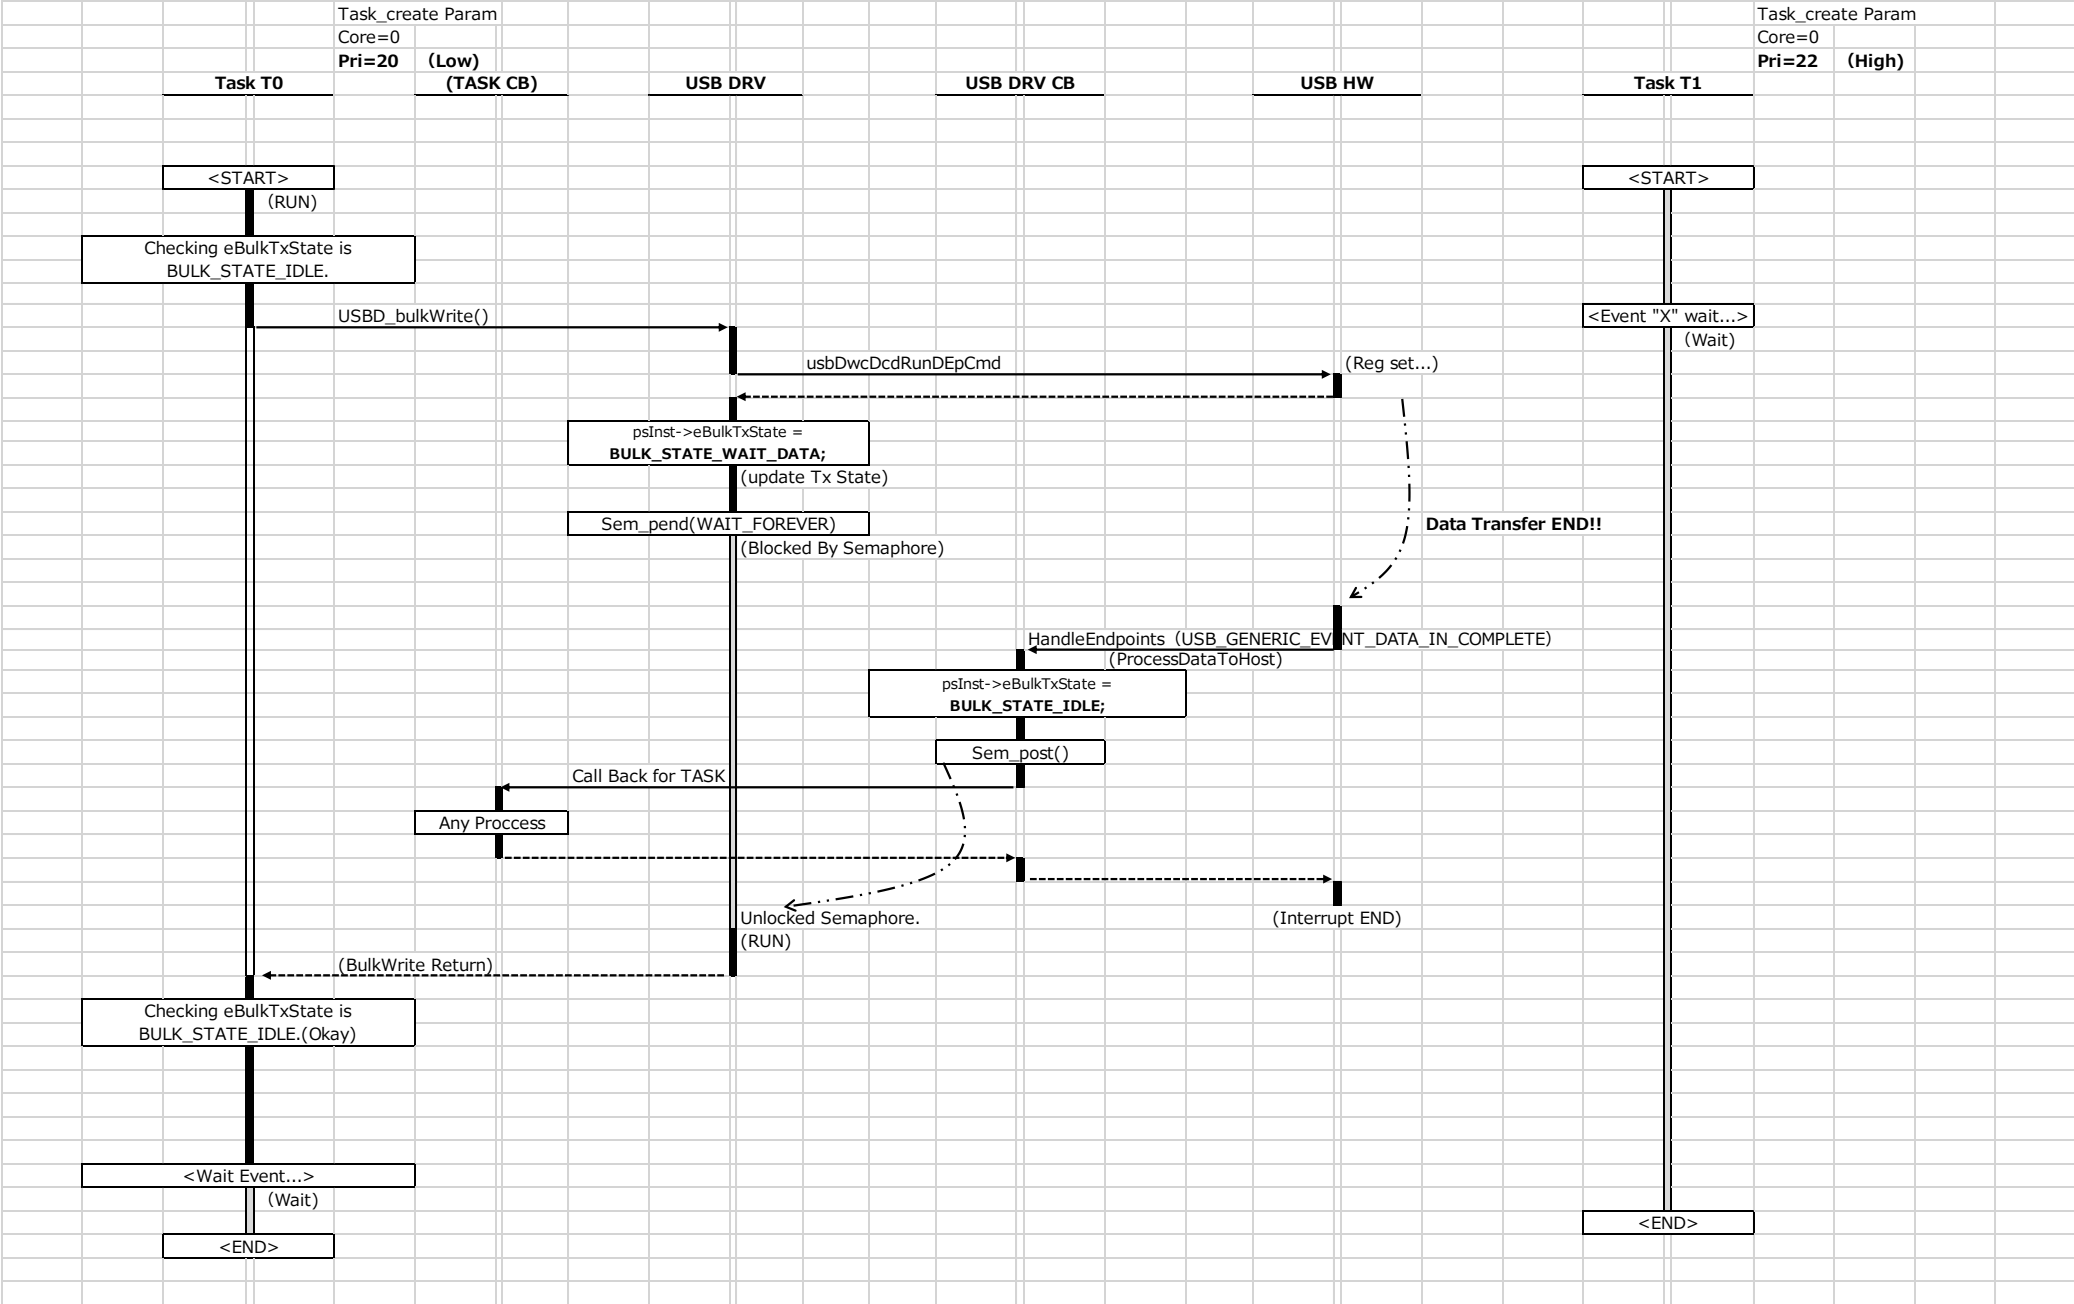 Task_create Param
Core=0
Pri=20 (Low)
Task_create Param
Core=0
Pri=22 (High)
Task T0
(TASK CB)
USB DRV
USB DRV CB
USB HW
Task T1
<START>
<START>
(RUN)
Checking eBulkTxState is
BULK_STATE_IDLE.
USBD_bulkWrite()
<Event "X" wait...>
(Wait)
usbDwcDcdRunDEpCmd
(Reg set...)
psInst->eBulkTxState =
BULK_STATE_WAIT_DATA;
(update Tx State)
Sem_pend(WAIT_FOREVER)
Data Transfer END!!
(Blocked By Semaphore)
HandleEndpoints (USB_GENERIC_EVENT_DATA_IN_COMPLETE)
(ProcessDataToHost)
psInst->eBulkTxState =
BULK_STATE_IDLE;
Sem_post()
Call Back for TASK
Any Proccess
Unlocked Semaphore.
(Interrupt END)
(RUN)
(BulkWrite Return)
Checking eBulkTxState is
BULK_STATE_IDLE.(Okay)
<Wait Event...>
(Wait)
<END>
<END>